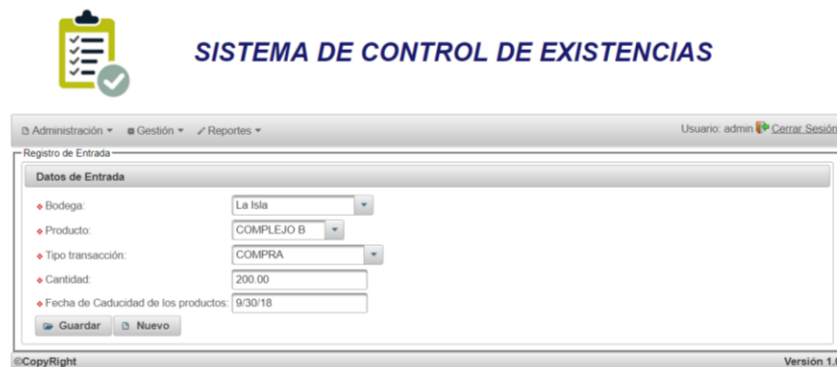 SISTEMA DE CONTROL DE EXISTENCIAS
Administración Gestión Reportes Usuario: admin Cerrar Sesión
Registro de Entrada
Datos de Entrada
Bodega: La Isla
Producto: COMPLEJO B
Tipo transacción: COMPRA
Cantidad: 200.00
Fecha de Caducidad de los productos: 9/30/18
Guardar Nuevo
©CopyRight Versión 1.0